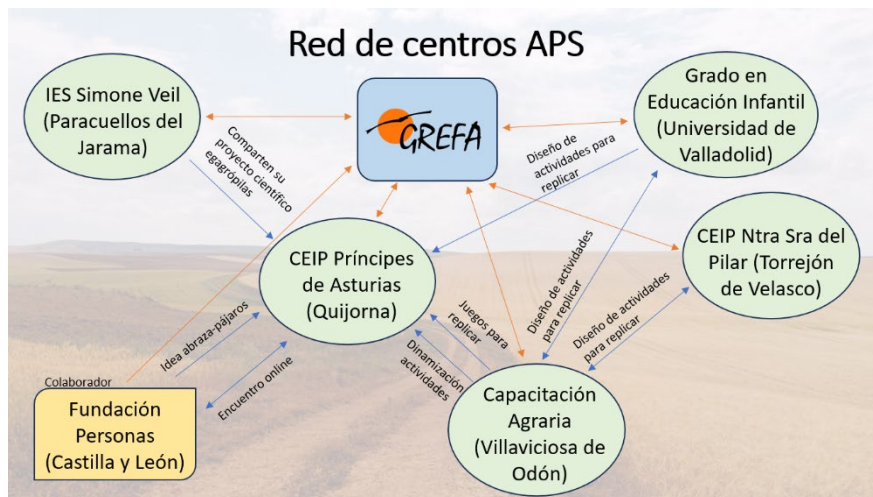 Red de centros APS
IES Simone Veil
(Paracuellos del
Jarama)
GREFA
Grado en
Educación Infantil
(Universidad de
Valladolid)
Comparten su
proyecto científico
egagrópilas
Diseño de
actividades para
replicar
CEIP Príncipes
de Asturias
(Quijorna)
CEIP Ntra Sra del
Pilar (Torrejón
de Velasco)
Idea abraza-pájaros
Encuentro online
Juegos para
replicar
Dinamización
actividades
Diseño de actividades
para replicar
Diseño de actividades
para replicar
Colaborador
Fundación
Personas
(Castilla y León)
Capacitación
Agraria
(Villaviciosa de
Odón)